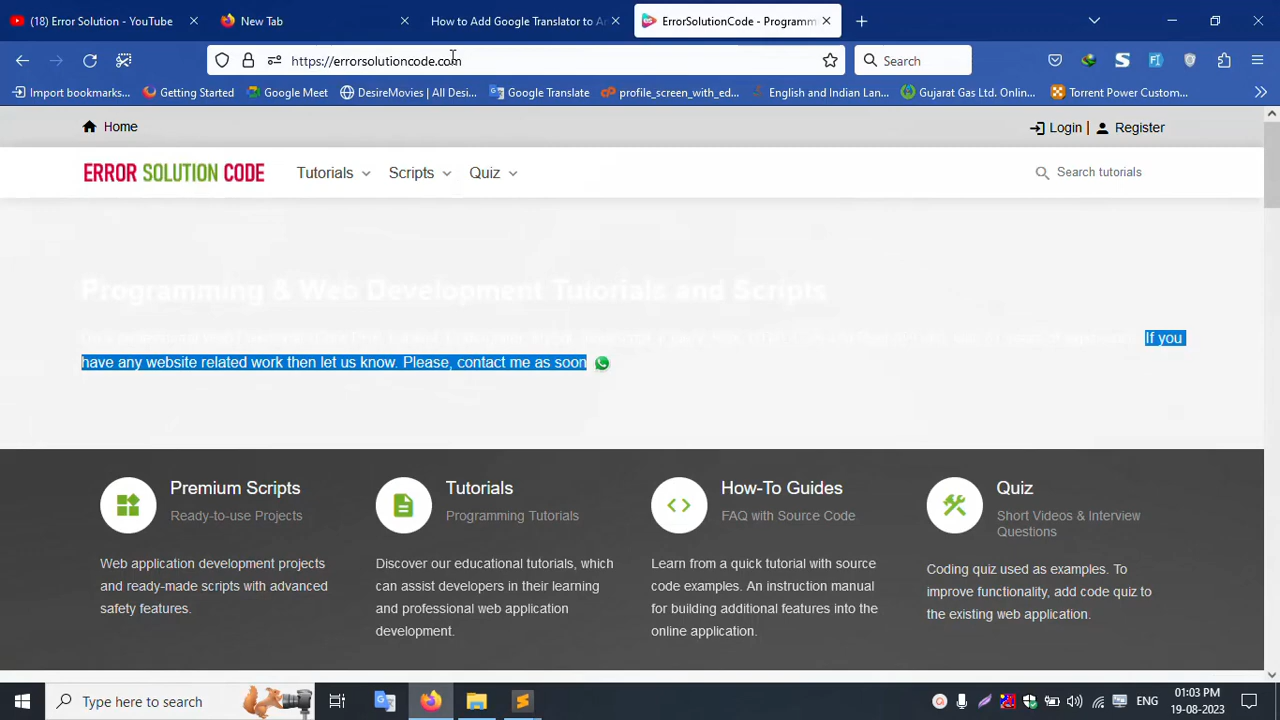 (18) Error Solution - YouTube
New Tab
How to Add Google Translator to A
ErrorSolutionCode - Programm
https://errorsolutioncode.com
Search
Import bookmarks...
Getting Started
Google Meet
DesireMovies | All Desi...
Google Translate
profile_screen_with_ed...
English and Indian Lan...
Gujarat Gas Ltd. Onlin...
Torrent Power Custom...
Home
Login | Register
ERROR SOLUTION CODE
Tutorials
Scripts
Quiz
Search tutorials
Programming & Web Development Tutorials and Scripts
If you
have any website related work then let us know. Please, contact me as soon
Premium Scripts
Ready-to-use Projects
Web application development projects
and ready-made scripts with advanced
safety features.
Tutorials
Programming Tutorials
Discover our educational tutorials, which
can assist developers in their learning
and professional web application
development.
How-To Guides
FAQ with Source Code
Learn from a quick tutorial with source
code examples. An instruction manual
for building additional features into the
online application.
Quiz
Short Videos & Interview
Questions
Coding quiz used as examples. To
improve functionality, add code quiz to
the existing web application.
Type here to search
ENG
01:03 PM
19-08-2023